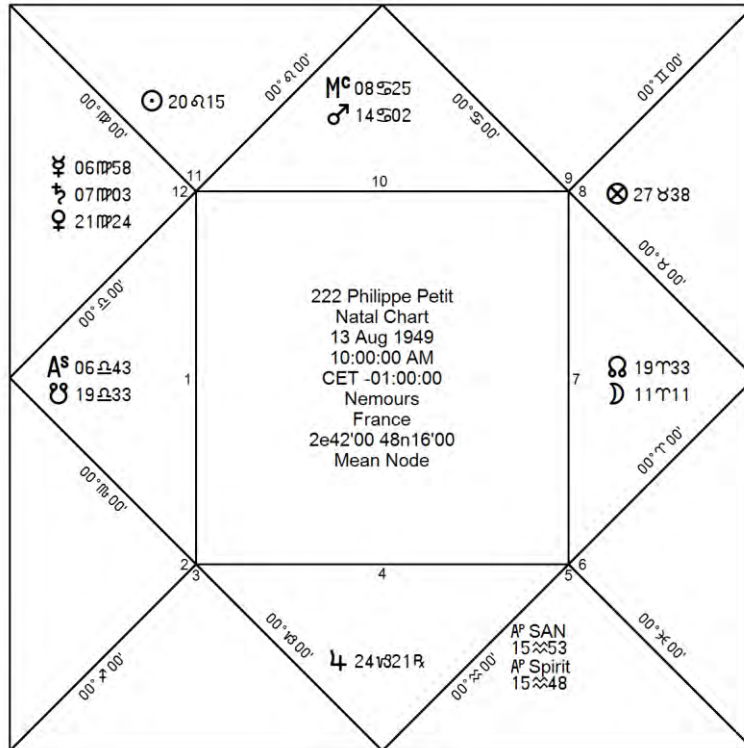 00°♍00'
☉ 20♌15
00°♌00'
Mc 08♋25
♂ 14♋02
00°♋00'
00°♊00'
☿ 06♍58
♄ 07♍03
♀ 21♍24
11
12
10
9
8
⊗ 27♉38
00°♎00'
222 Philippe Petit
Natal Chart
13 Aug 1949
10:00:00 AM
CET -01:00:00
Nemours
France
2e42'00 48n16'00
Mean Node
00°♉00'
As 06♎43
☋ 19♎33
1
7
☊ 19♈33
☽ 11♈11
00°♏00'
00°♈00'
2
3
4
6
5
00°♐00'
00°♑00'
♃ 24♑21℞
00°♒00'
AP SAN
15♒53
AP Spirit
15♒48
00°♓00'